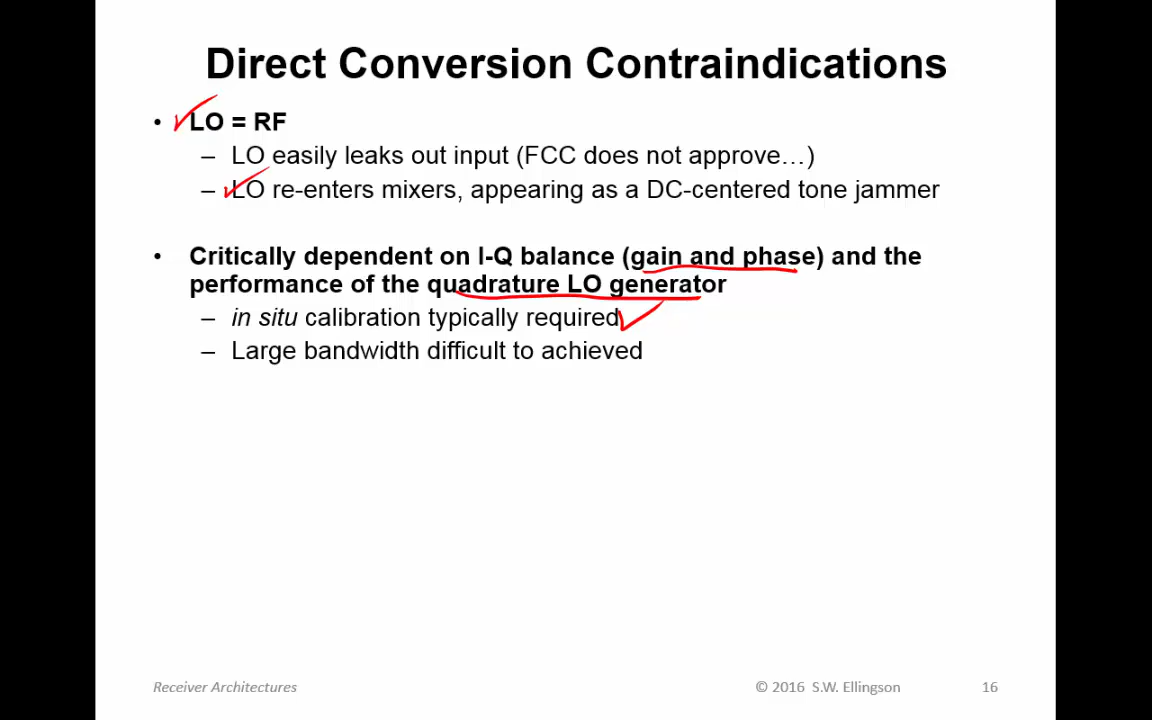 Direct Conversion Contraindications
• LO = RF
– LO easily leaks out input (FCC does not approve…)
– LO re-enters mixers, appearing as a DC-centered tone jammer
• Critically dependent on I-Q balance (gain and phase) and the
performance of the quadrature LO generator
– in situ calibration typically required
– Large bandwidth difficult to achieved
Receiver Architectures © 2016 S.W. Ellingson 16